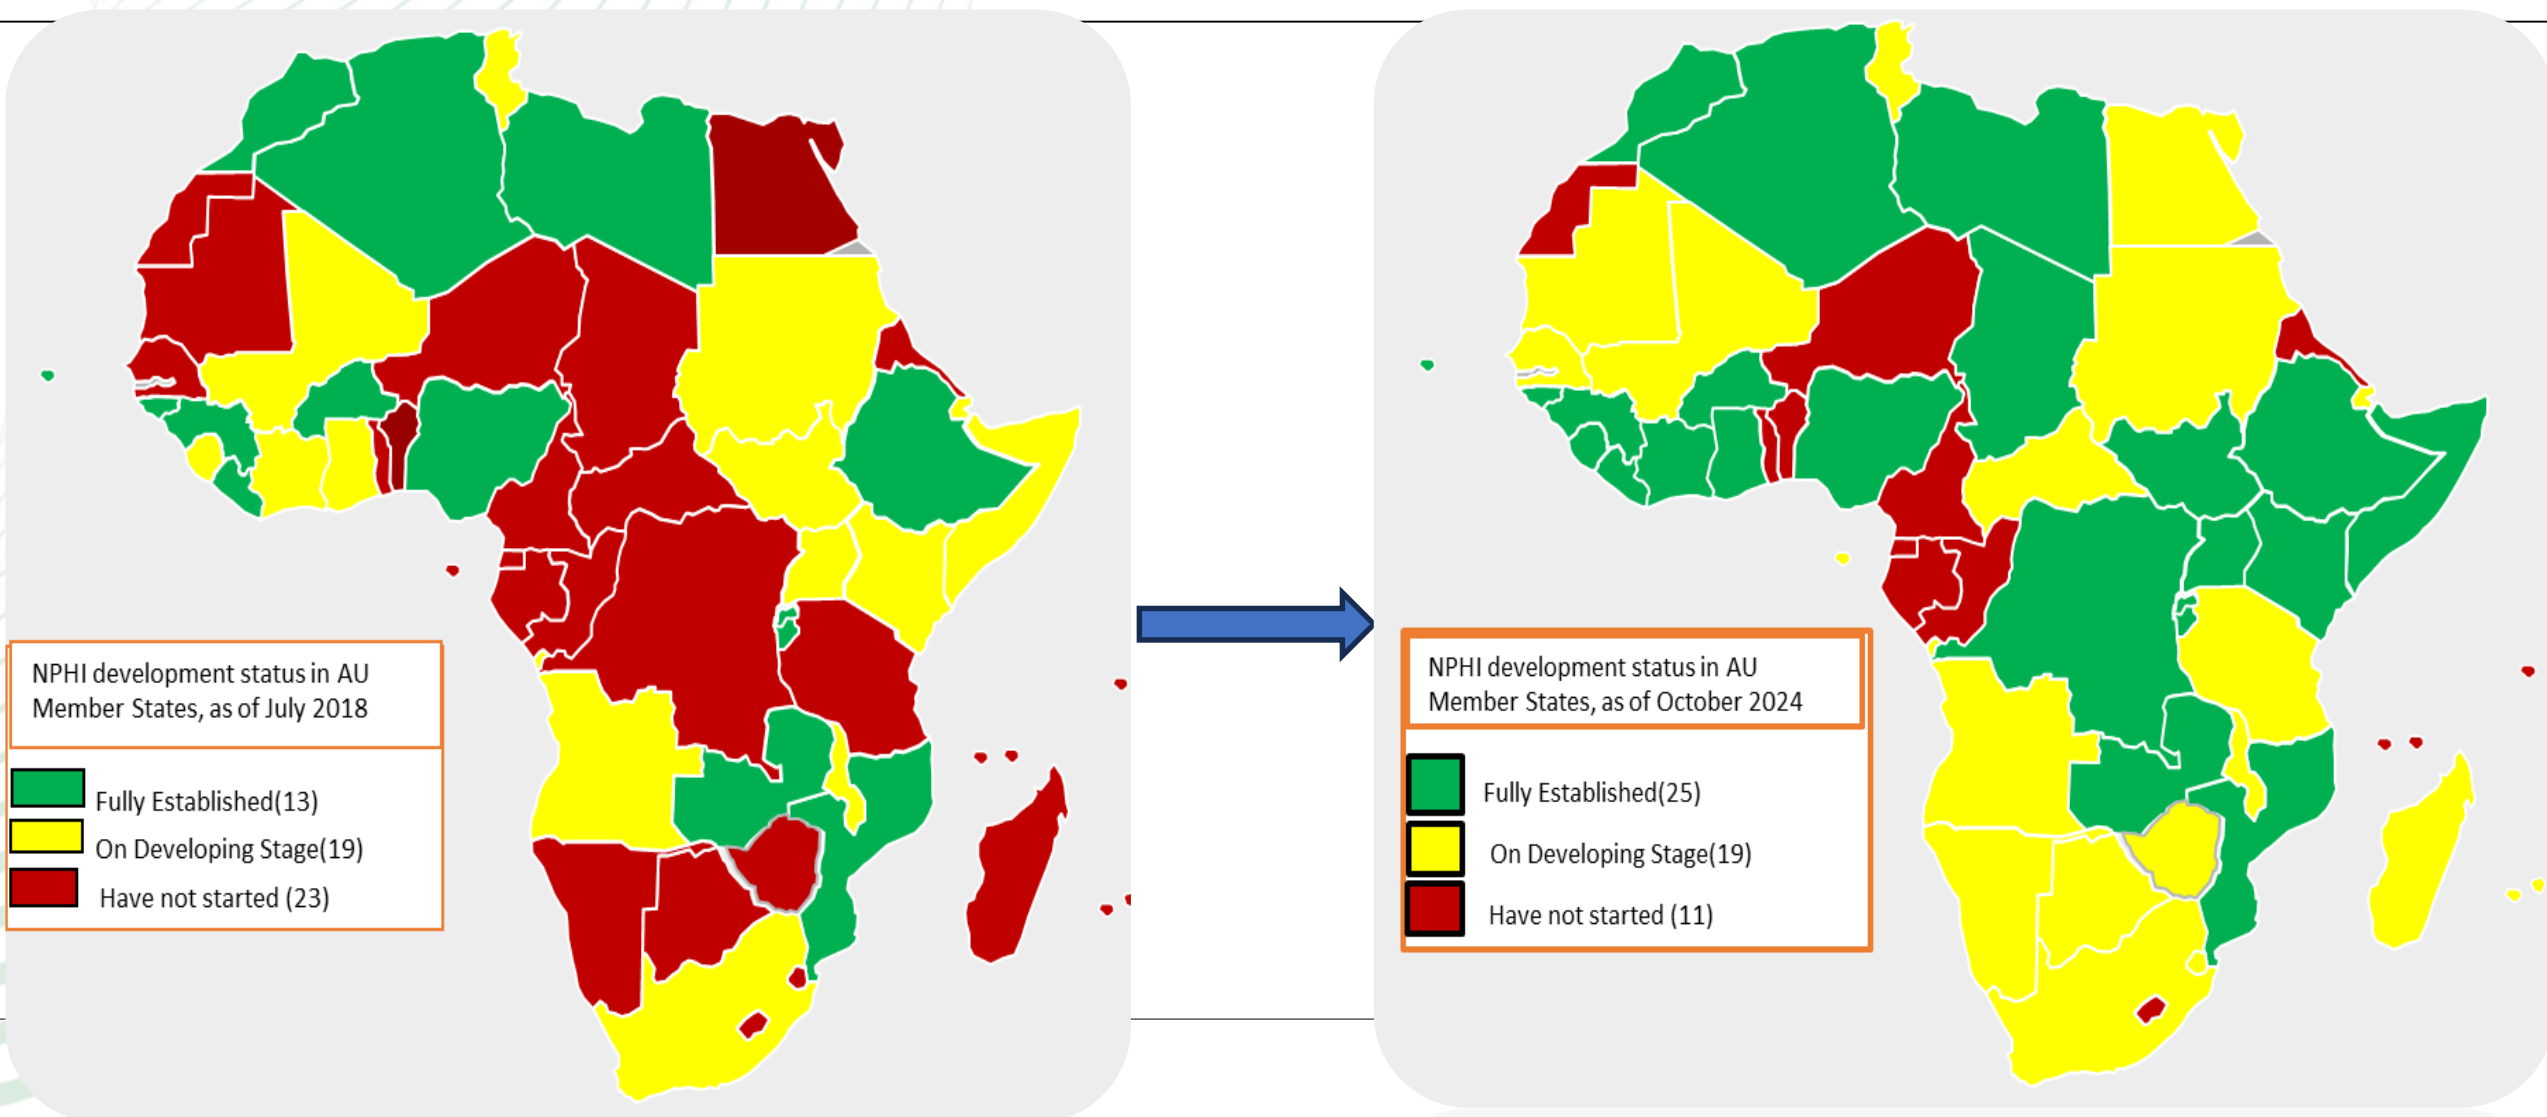 NPHI development status in AU
Member States, as of July 2018
Fully Established(13)
On Developing Stage(19)
Have not started (23)
NPHI development status in AU
Member States, as of October 2024
Fully Established(25)
On Developing Stage(19)
Have not started (11)